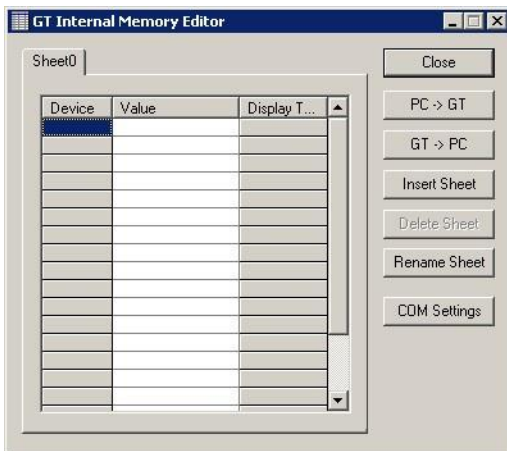 GT Internal Memory Editor
Sheet0
Device Value Display T...
Close
PC -> GT
GT -> PC
Insert Sheet
Delete Sheet
Rename Sheet
COM Settings